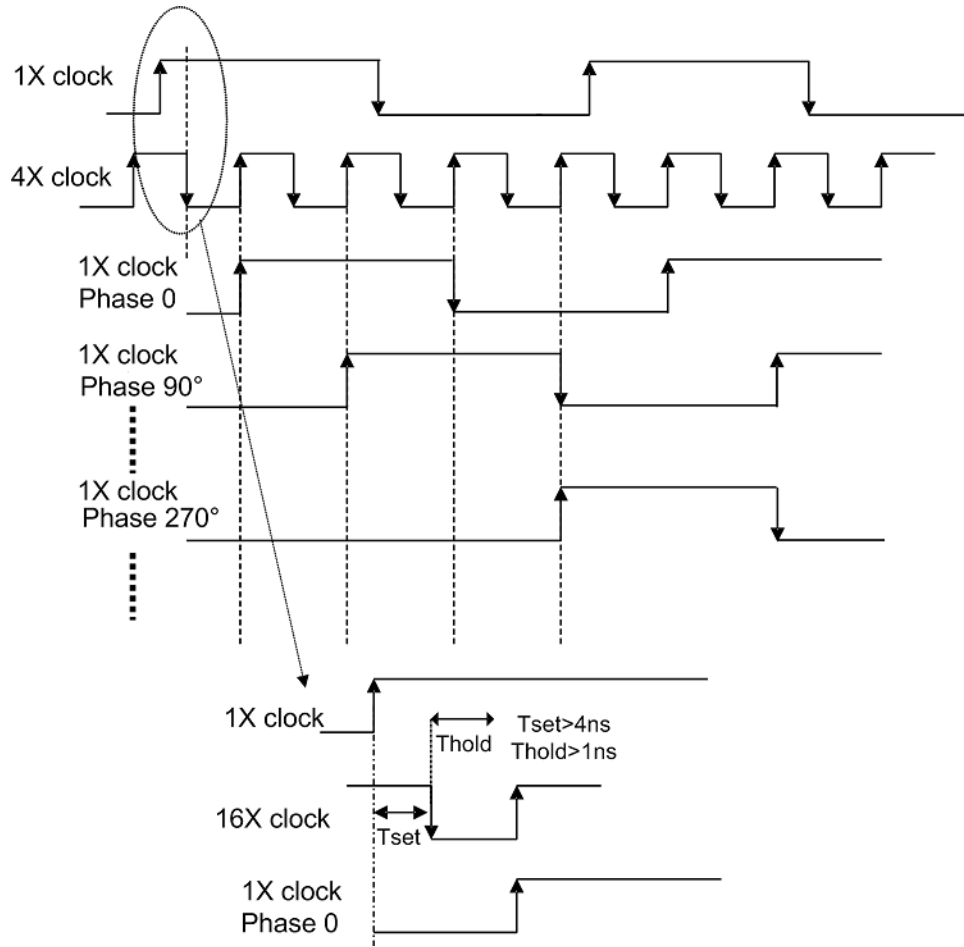 1X clock
4X clock
1X clock
Phase 0
1X clock
Phase 90°
1X clock
Phase 270°
1X clock
Thold
Tset>4ns
Thold>1ns
16X clock
Tset
1X clock
Phase 0